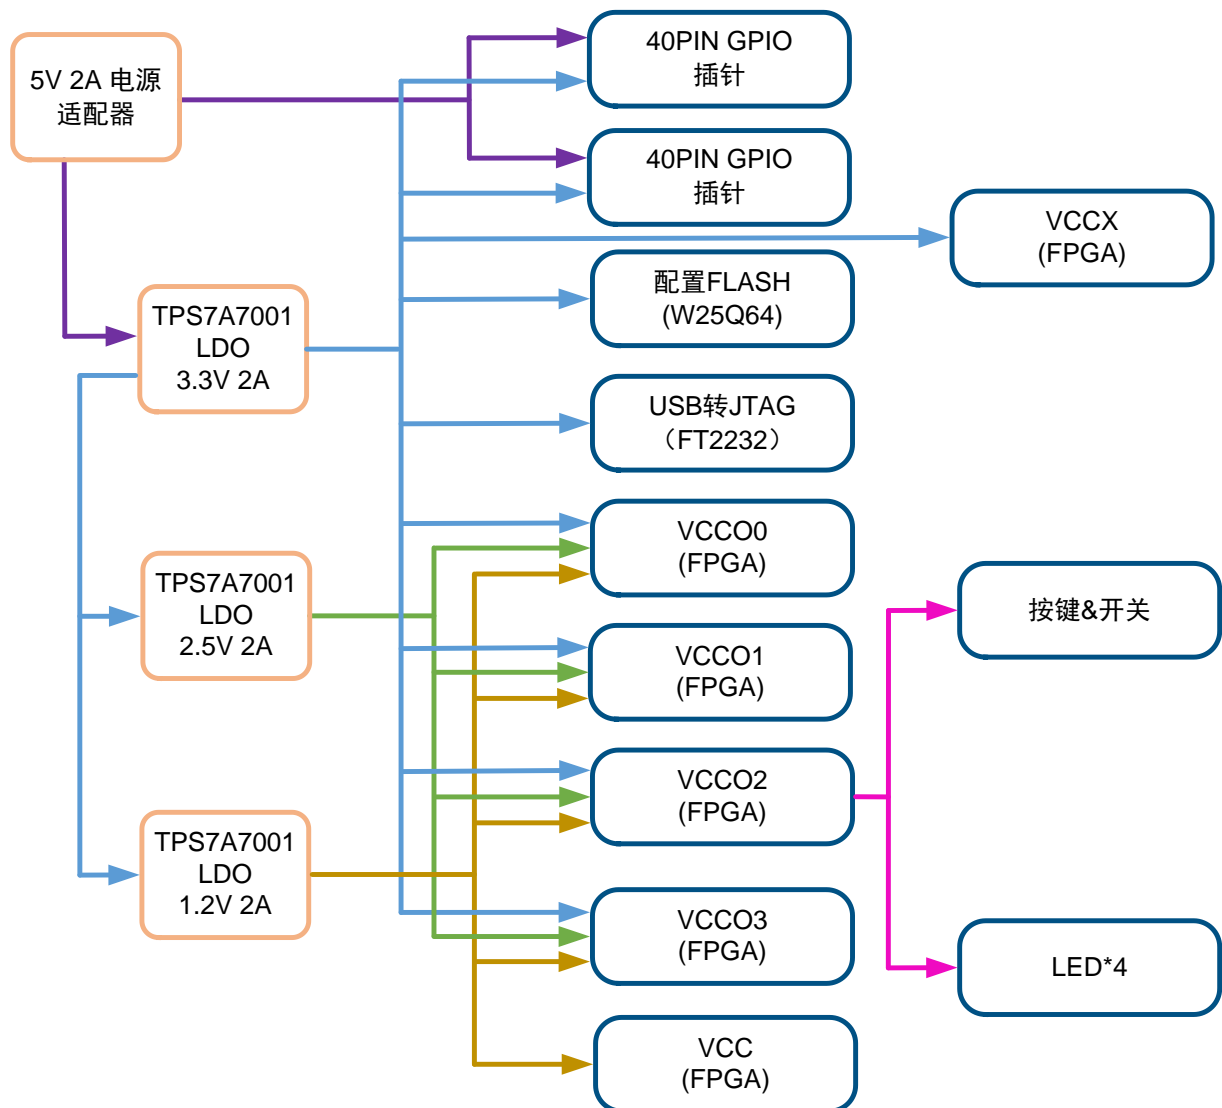 5V 2A 电源
适配器
40PIN GPIO
插针
40PIN GPIO
插针
VCCX
(FPGA)
配置FLASH
(W25Q64)
TPS7A7001
LDO
3.3V 2A
USB转JTAG
（FT2232）
VCCO0
(FPGA)
TPS7A7001
LDO
2.5V 2A
按键&开关
VCCO1
(FPGA)
VCCO2
(FPGA)
TPS7A7001
LDO
1.2V 2A
VCCO3
(FPGA)
LED*4
VCC
(FPGA)